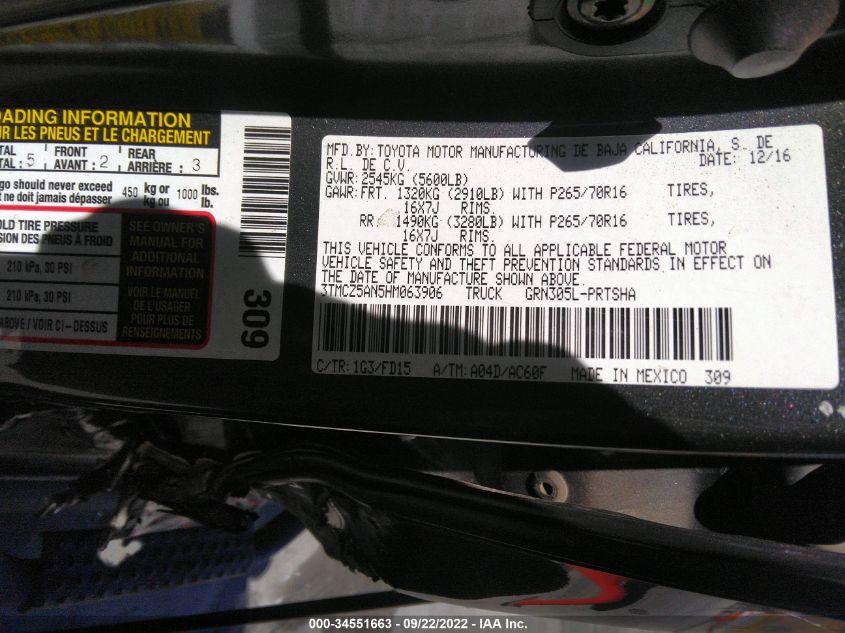 OADING INFORMATION
UR LES PNEUS ET LE CHARGEMENT
TAL FRONT REAR
TAL : 5 AVANT : 2 ARRIÈRE : 3
go should never exceed 450 kg or 1000 lbs.
t ne doit jamais dépasser kg ou lb.
OLD TIRE PRESSURE
SION DES PNEUS À FROID
210 kPa, 30 PSI
210 kPa, 30 PSI
ABOVE / VOIR CI - DESSUS
SEE OWNER'S
MANUAL FOR
ADDITIONAL
INFORMATION
VOIR LE MANUEL
DE L'USAGER
POUR PLUS DE
RENSEIGNEMENTS
309
MFD.BY: TOYOTA MOTOR MANUFACTURING DE BAJA CALIFORNIA, S. DE
R.L. DE C.V. DATE: 12/16
GVWR: 2545KG (5600LB)
GAWR: FRT. 1320KG (2910LB) WITH P265/70R16 TIRES,
16X7J RIMS.
RR. 1490KG (3280LB) WITH P265/70R16 TIRES,
16X7J RIMS.
THIS VEHICLE CONFORMS TO ALL APPLICABLE FEDERAL MOTOR
VEHICLE SAFETY AND THEFT PREVENTION STANDARDS IN EFFECT ON
THE DATE OF MANUFACTURE SHOWN ABOVE.
3TMCZ5AN5HM063906 TRUCK GRN305L-PRTSHA
C/TR: 1G3/FD15 A/TM: A04D/AC60F MADE IN MEXICO 309
000-34551663 - 09/22/2022 - IAA Inc.